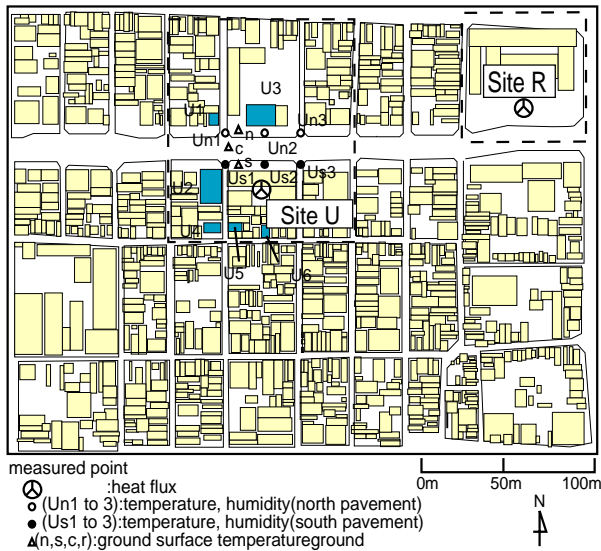 Site R
U3
U1
n
Un3
Un1
c
Un2
s
Us1
Us2
Us3
U2
Site U
U4
U5
U6
measured point
:heat flux
(Un1 to 3):temperature, humidity(north pavement)
(Us1 to 3):temperature, humidity(south pavement)
(n,s,c,r):ground surface temperatureground
0m 50m 100m
N